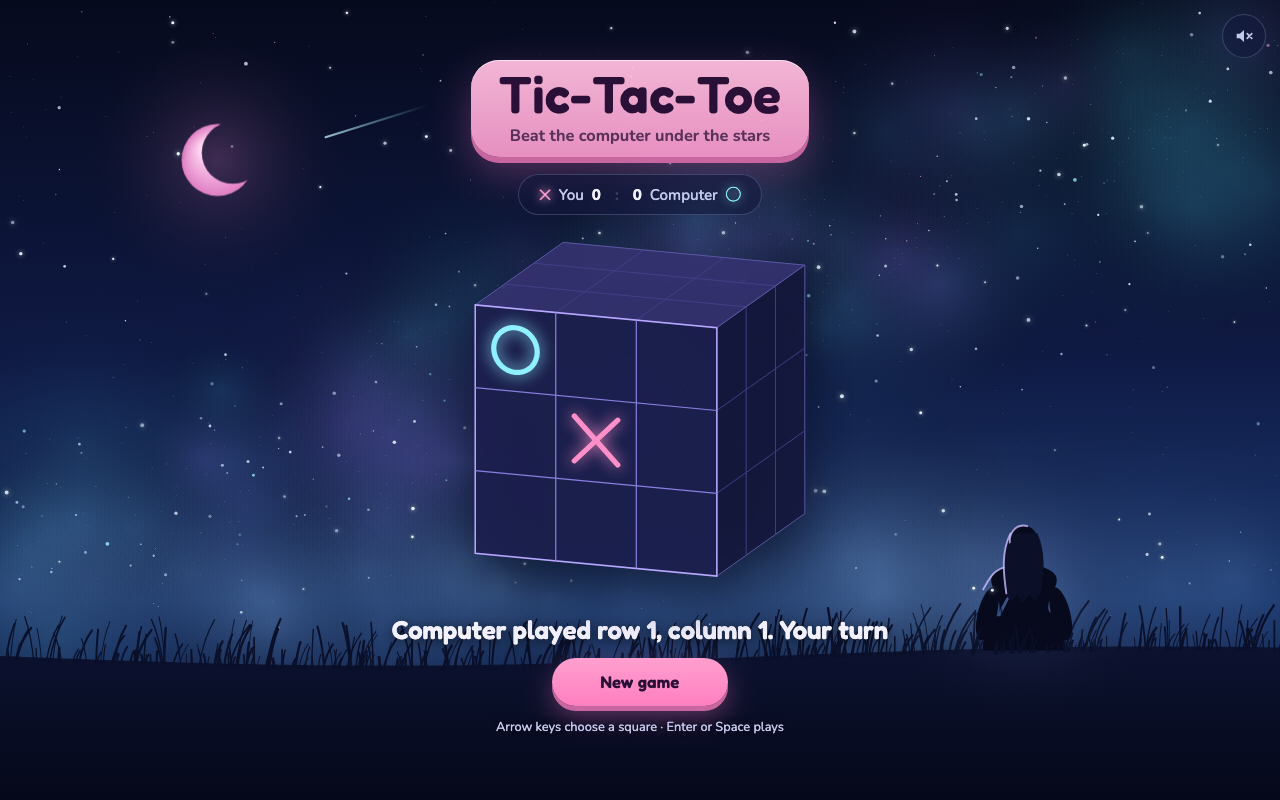 Tic-Tac-Toe
Beat the computer under the stars
You 0 : 0 Computer
Computer played row 1, column 1. Your turn
New game
Arrow keys choose a square · Enter or Space plays